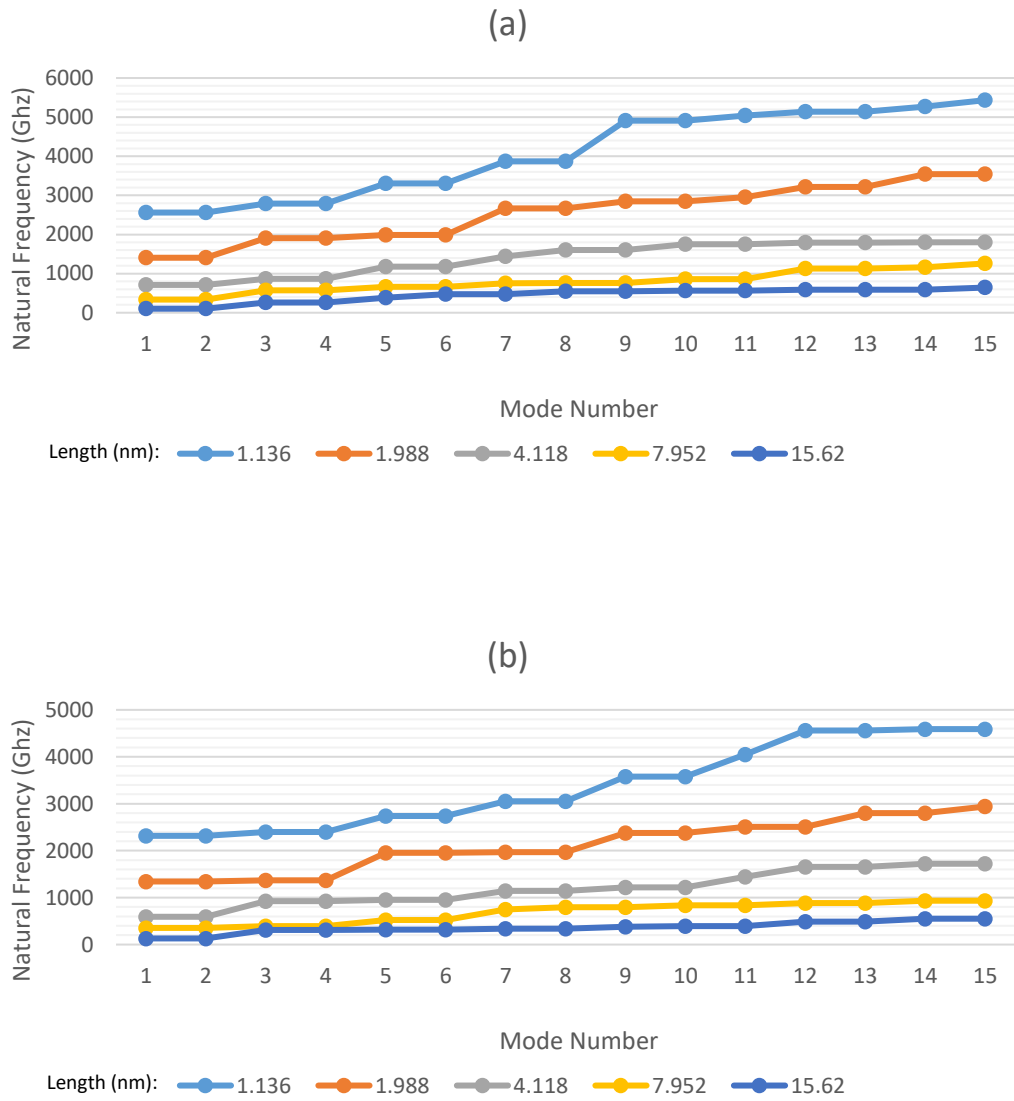 (a)
Natural Frequency (Ghz)
6000
5000
4000
3000
2000
1000
0
1 2 3 4 5 6 7 8 9 10 11 12 13 14 15
Mode Number
Length (nm): 1.136 1.988 4.118 7.952 15.62
(b)
Natural Frequency (Ghz)
5000
4000
3000
2000
1000
0
1 2 3 4 5 6 7 8 9 10 11 12 13 14 15
Mode Number
Length (nm): 1.136 1.988 4.118 7.952 15.62